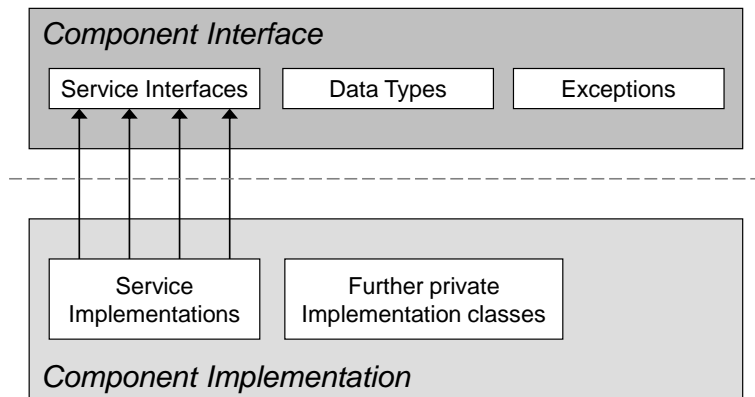 Component Interface
Service Interfaces
Data Types
Exceptions
Service
Implementations
Further private
Implementation classes
Component Implementation